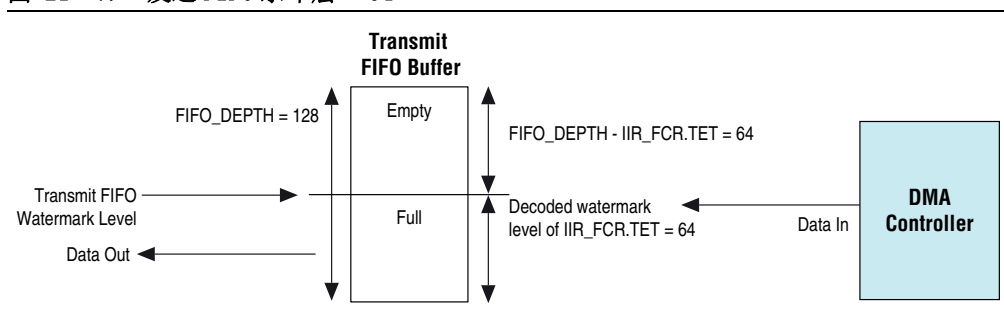 Transmit
FIFO Buffer
FIFO_DEPTH = 128
Empty
FIFO_DEPTH - IIR_FCR.TET = 64
Transmit FIFO
Watermark Level
Full
Decoded watermark
level of IIR_FCR.TET = 64
Data In
DMA
Controller
Data Out